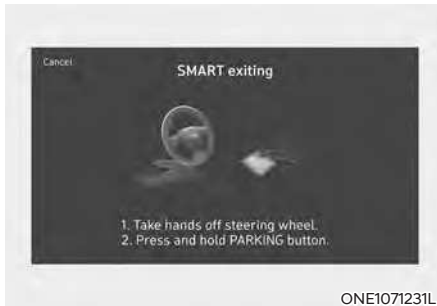 Cancel
SMART exiting
1. Take hands off steering wheel.
2. Press and hold PARKING button.
ONE1071231L